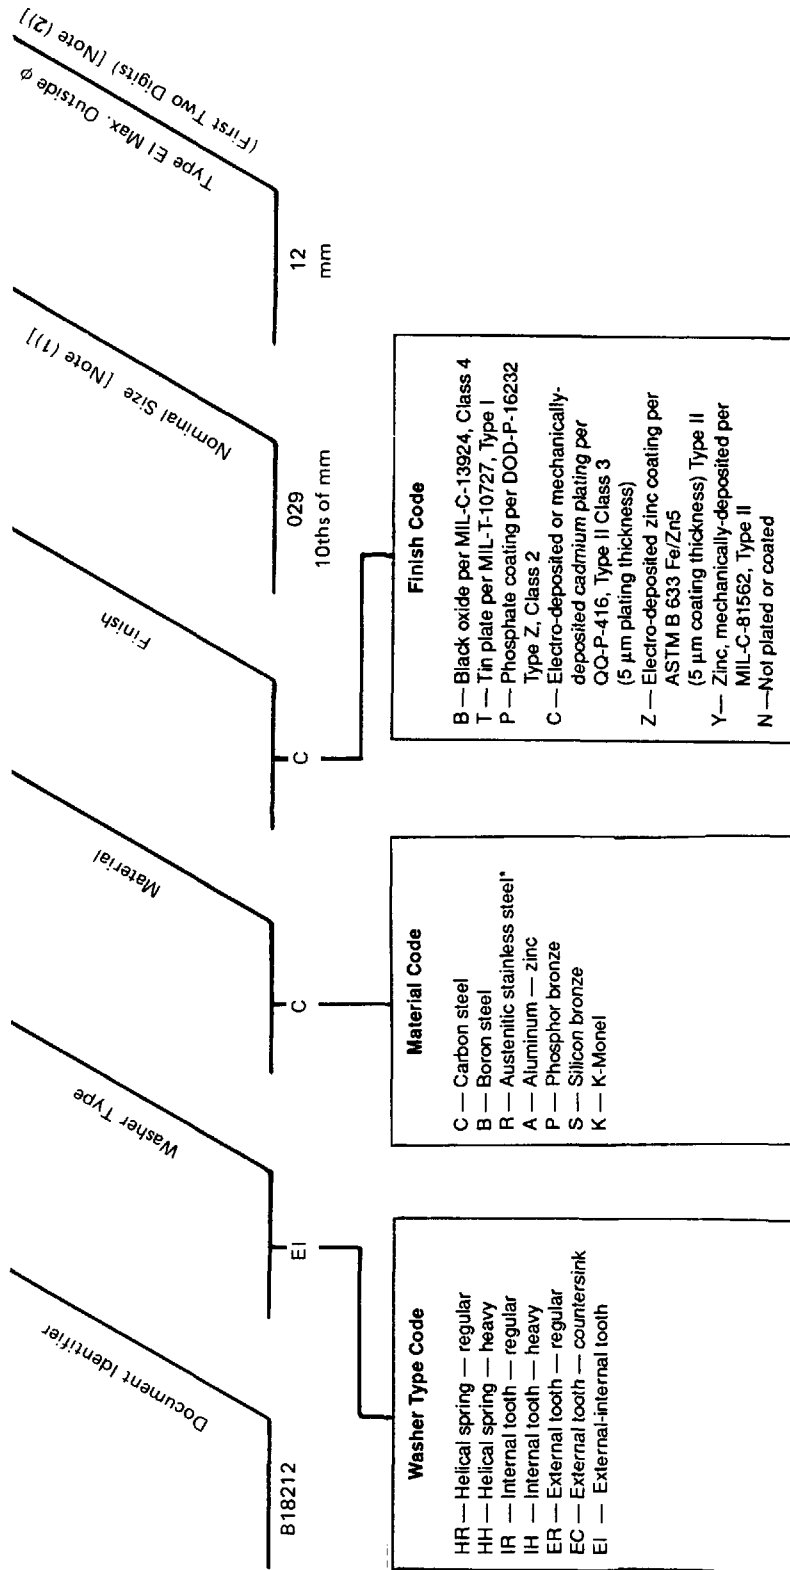 Document Identifier
Washer Type
Material
Finish
Nominal Size [Note (1)]
Type EI Max. Outside φ
(First Two Digits) [Note (2)]
B18212
EI
C
C
029
10ths of mm
12
mm
Washer Type Code
HR — Helical spring — regular
HH — Helical spring — heavy
IR — Internal tooth — regular
IH — Internal tooth — heavy
ER — External tooth — regular
EC — External tooth — countersink
EI — External-internal tooth
Material Code
C — Carbon steel
B — Boron steel
R — Austenitic stainless steel*
A — Aluminum — zinc
P — Phosphor bronze
S — Silicon bronze
K — K-Monel
Finish Code
B — Black oxide per MIL-C-13924, Class 4
T — Tin plate per MIL-T-10727, Type I
P — Phosphate coating per DOD-P-16232
Type Z, Class 2
C — Electro-deposited or mechanically-
deposited cadmium plating per
QQ-P-416, Type II Class 3
(5 μm plating thickness)
Z — Electro-deposited zinc coating per
ASTM B 633 Fe/Zn5
(5 μm coating thickness) Type II
Y — Zinc, mechanically-deposited per
MIL-C-81562, Type II
N — Not plated or coated